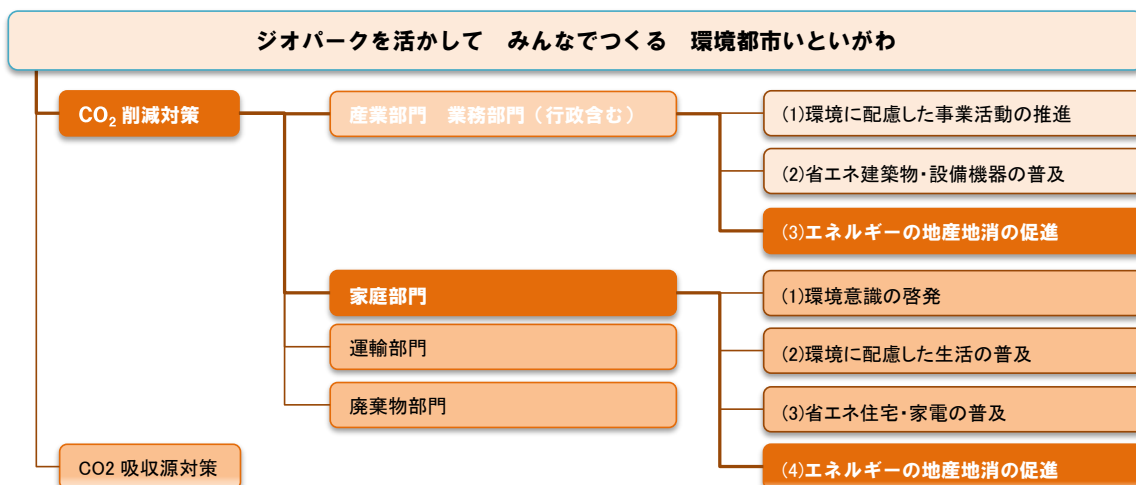 ジオパークを活かして　みんなでつくる　環境都市いといがわ
CO2 削減対策
産業部門　業務部門（行政含む）
(1)環境に配慮した事業活動の推進
(2)省エネ建築物・設備機器の普及
(3)エネルギーの地産地消の促進
家庭部門
(1)環境意識の啓発
(2)環境に配慮した生活の普及
(3)省エネ住宅・家電の普及
(4)エネルギーの地産地消の促進
運輸部門
廃棄物部門
CO2 吸収源対策